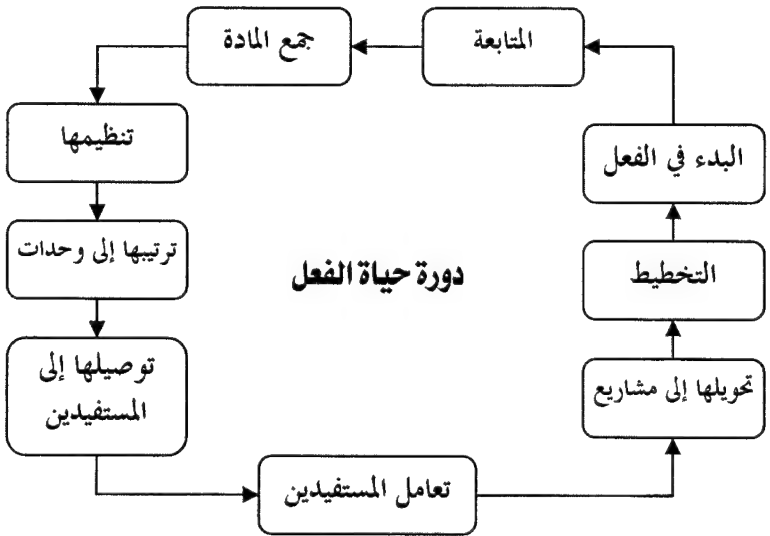 جمع المادة
المتابعة
البدء في الفعل
التخطيط
تحويلها إلى مشاريع
تعامل المستفيدين
توصيلها إلى
المستفيدين
ترتيبها إلى وحدات
تنظيمها
دورة حياة الفعل